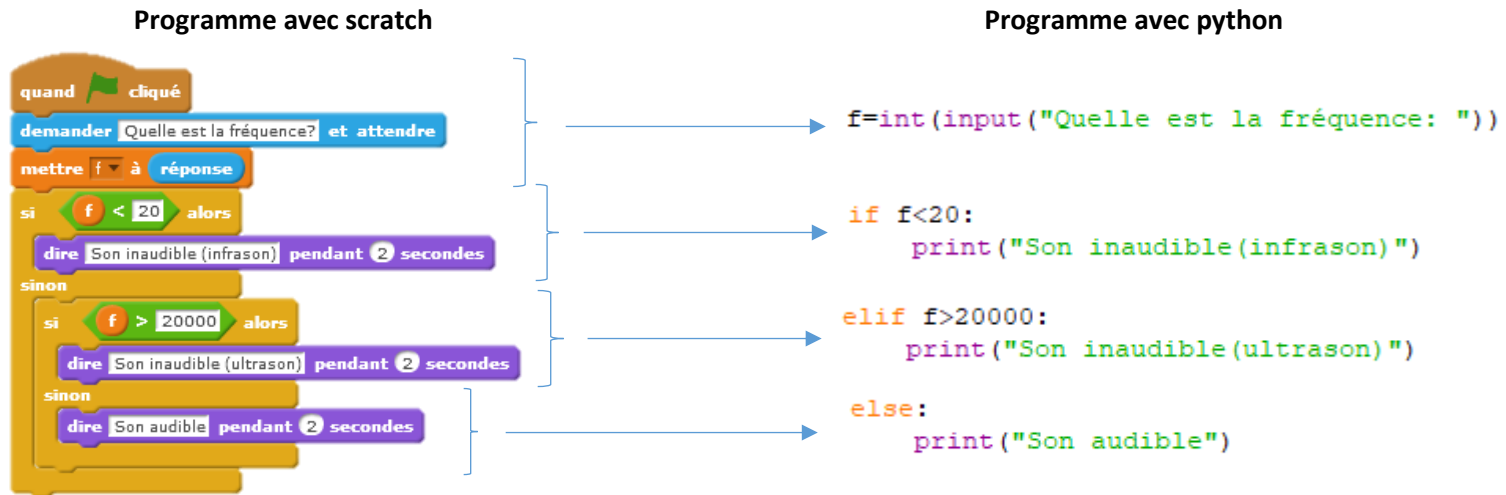 Programme avec scratch
quand cliqué
demander Quelle est la fréquence? et attendre
mettre f à réponse
si f < 20 alors
dire Son inaudible (infrason) pendant 2 secondes
sinon
si f > 20000 alors
dire Son inaudible (ultrason) pendant 2 secondes
sinon
dire Son audible pendant 2 secondes
Programme avec python
f=int(input("Quelle est la fréquence: "))
if f<20:
print("Son inaudible(infrason)")
elif f>20000:
print("Son inaudible(ultrason)")
else:
print("Son audible")